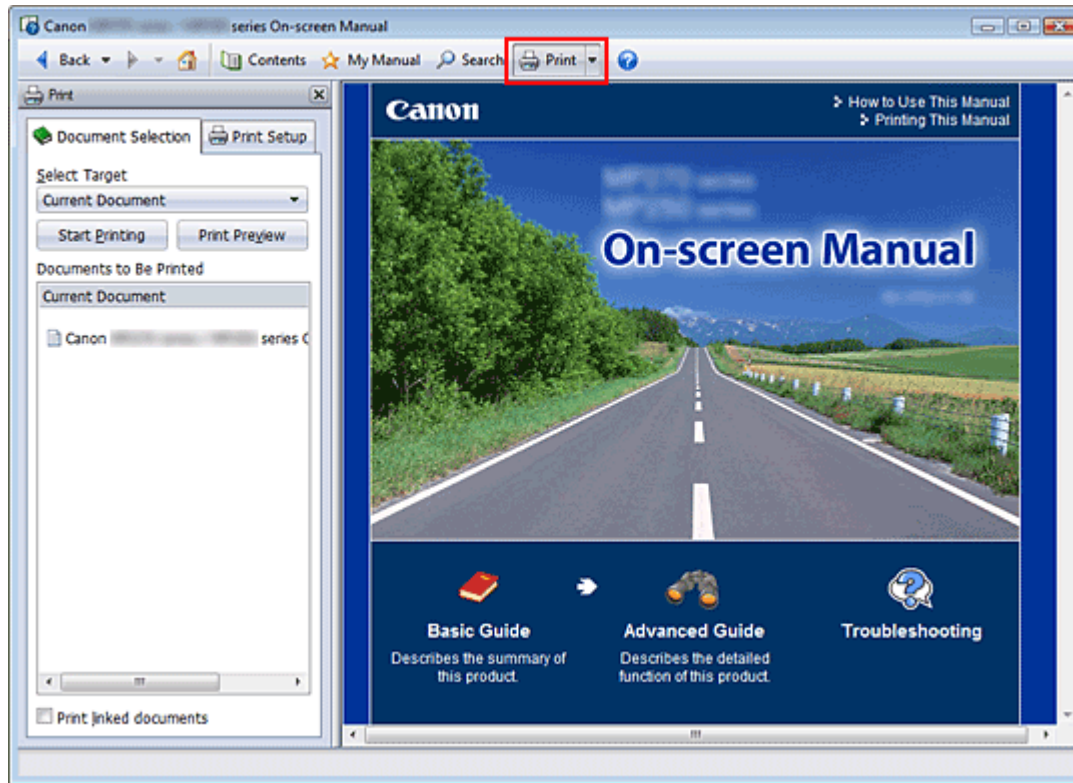 Canon series On-screen Manual
Back Contents My Manual Search Print
Print
Document Selection Print Setup
Select Target
Current Document
Start Printing Print Preview
Documents to Be Printed
Current Document
Canon series
Print linked documents
Canon
How to Use This Manual
Printing This Manual
series
series
On-screen Manual
Basic Guide
Describes the summary of
this product.
Advanced Guide
Describes the detailed
function of this product.
Troubleshooting